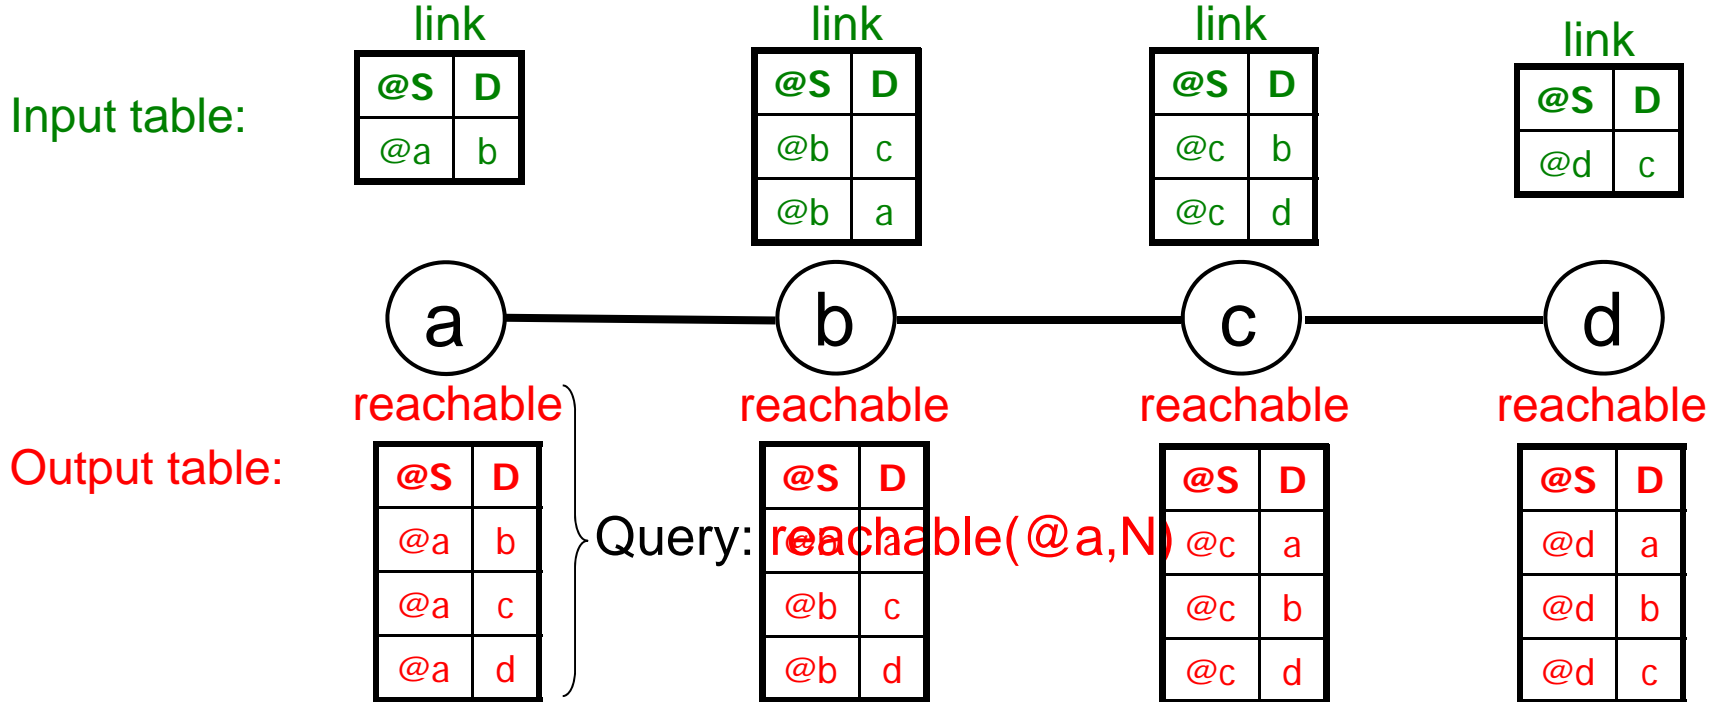 link link link link
Input table:
@S D @S D @S D @S D
@a b @b c @c b @d c
@b a @c d
a b c d
reachable reachable reachable reachable
Output table:
@S D @S D @S D @S D
@a b a @c a @d a
Query: reachable(@a,N)
@a c @b c @c b @d b
@a d @b d @c d @d c